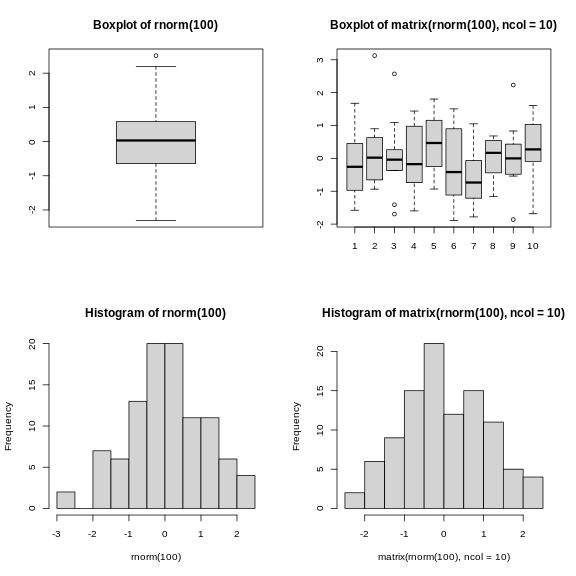 Boxplot of rnorm(100)
2
1
0
-1
-2
Boxplot of matrix(rnorm(100), ncol = 10)
3
2
1
0
-1
-2
1 2 3 4 5 6 7 8 9 10
Histogram of rnorm(100)
Frequency
20
15
10
5
0
-3 -2 -1 0 1 2
rnorm(100)
Histogram of matrix(rnorm(100), ncol = 10)
Frequency
20
15
10
5
0
-2 -1 0 1 2
matrix(rnorm(100), ncol = 10)